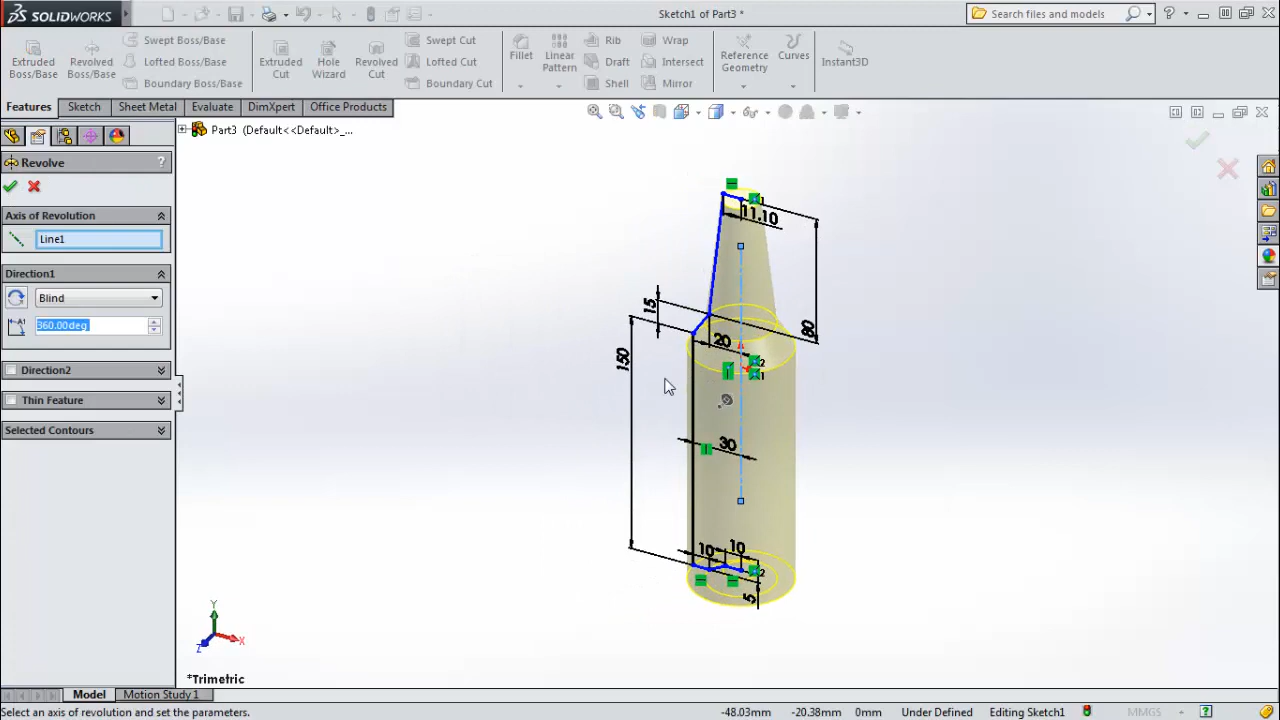 SOLIDWORKS
Sketch1 of Part3 *
Search files and models
Extruded Boss/Base
Revolved Boss/Base
Swept Boss/Base
Lofted Boss/Base
Boundary Boss/Base
Extruded Cut
Hole Wizard
Revolved Cut
Swept Cut
Lofted Cut
Boundary Cut
Fillet
Linear Pattern
Rib
Draft
Shell
Wrap
Intersect
Mirror
Reference Geometry
Curves
Instant3D
Features
Sketch
Sheet Metal
Evaluate
DimXpert
Office Products
Part3 (Default<<Default>_...
Revolve
?
Axis of Revolution
Line1
Direction1
Blind
360.00deg
Direction2
Thin Feature
Selected Contours
11.10
15
80
20
150
30
10
10
5
Y
X
Z
*Trimetric
Model
Motion Study 1
Select an axis of revolution and set the parameters.
-48.03mm
-20.38mm
0mm
Under Defined
Editing Sketch1
MMGS